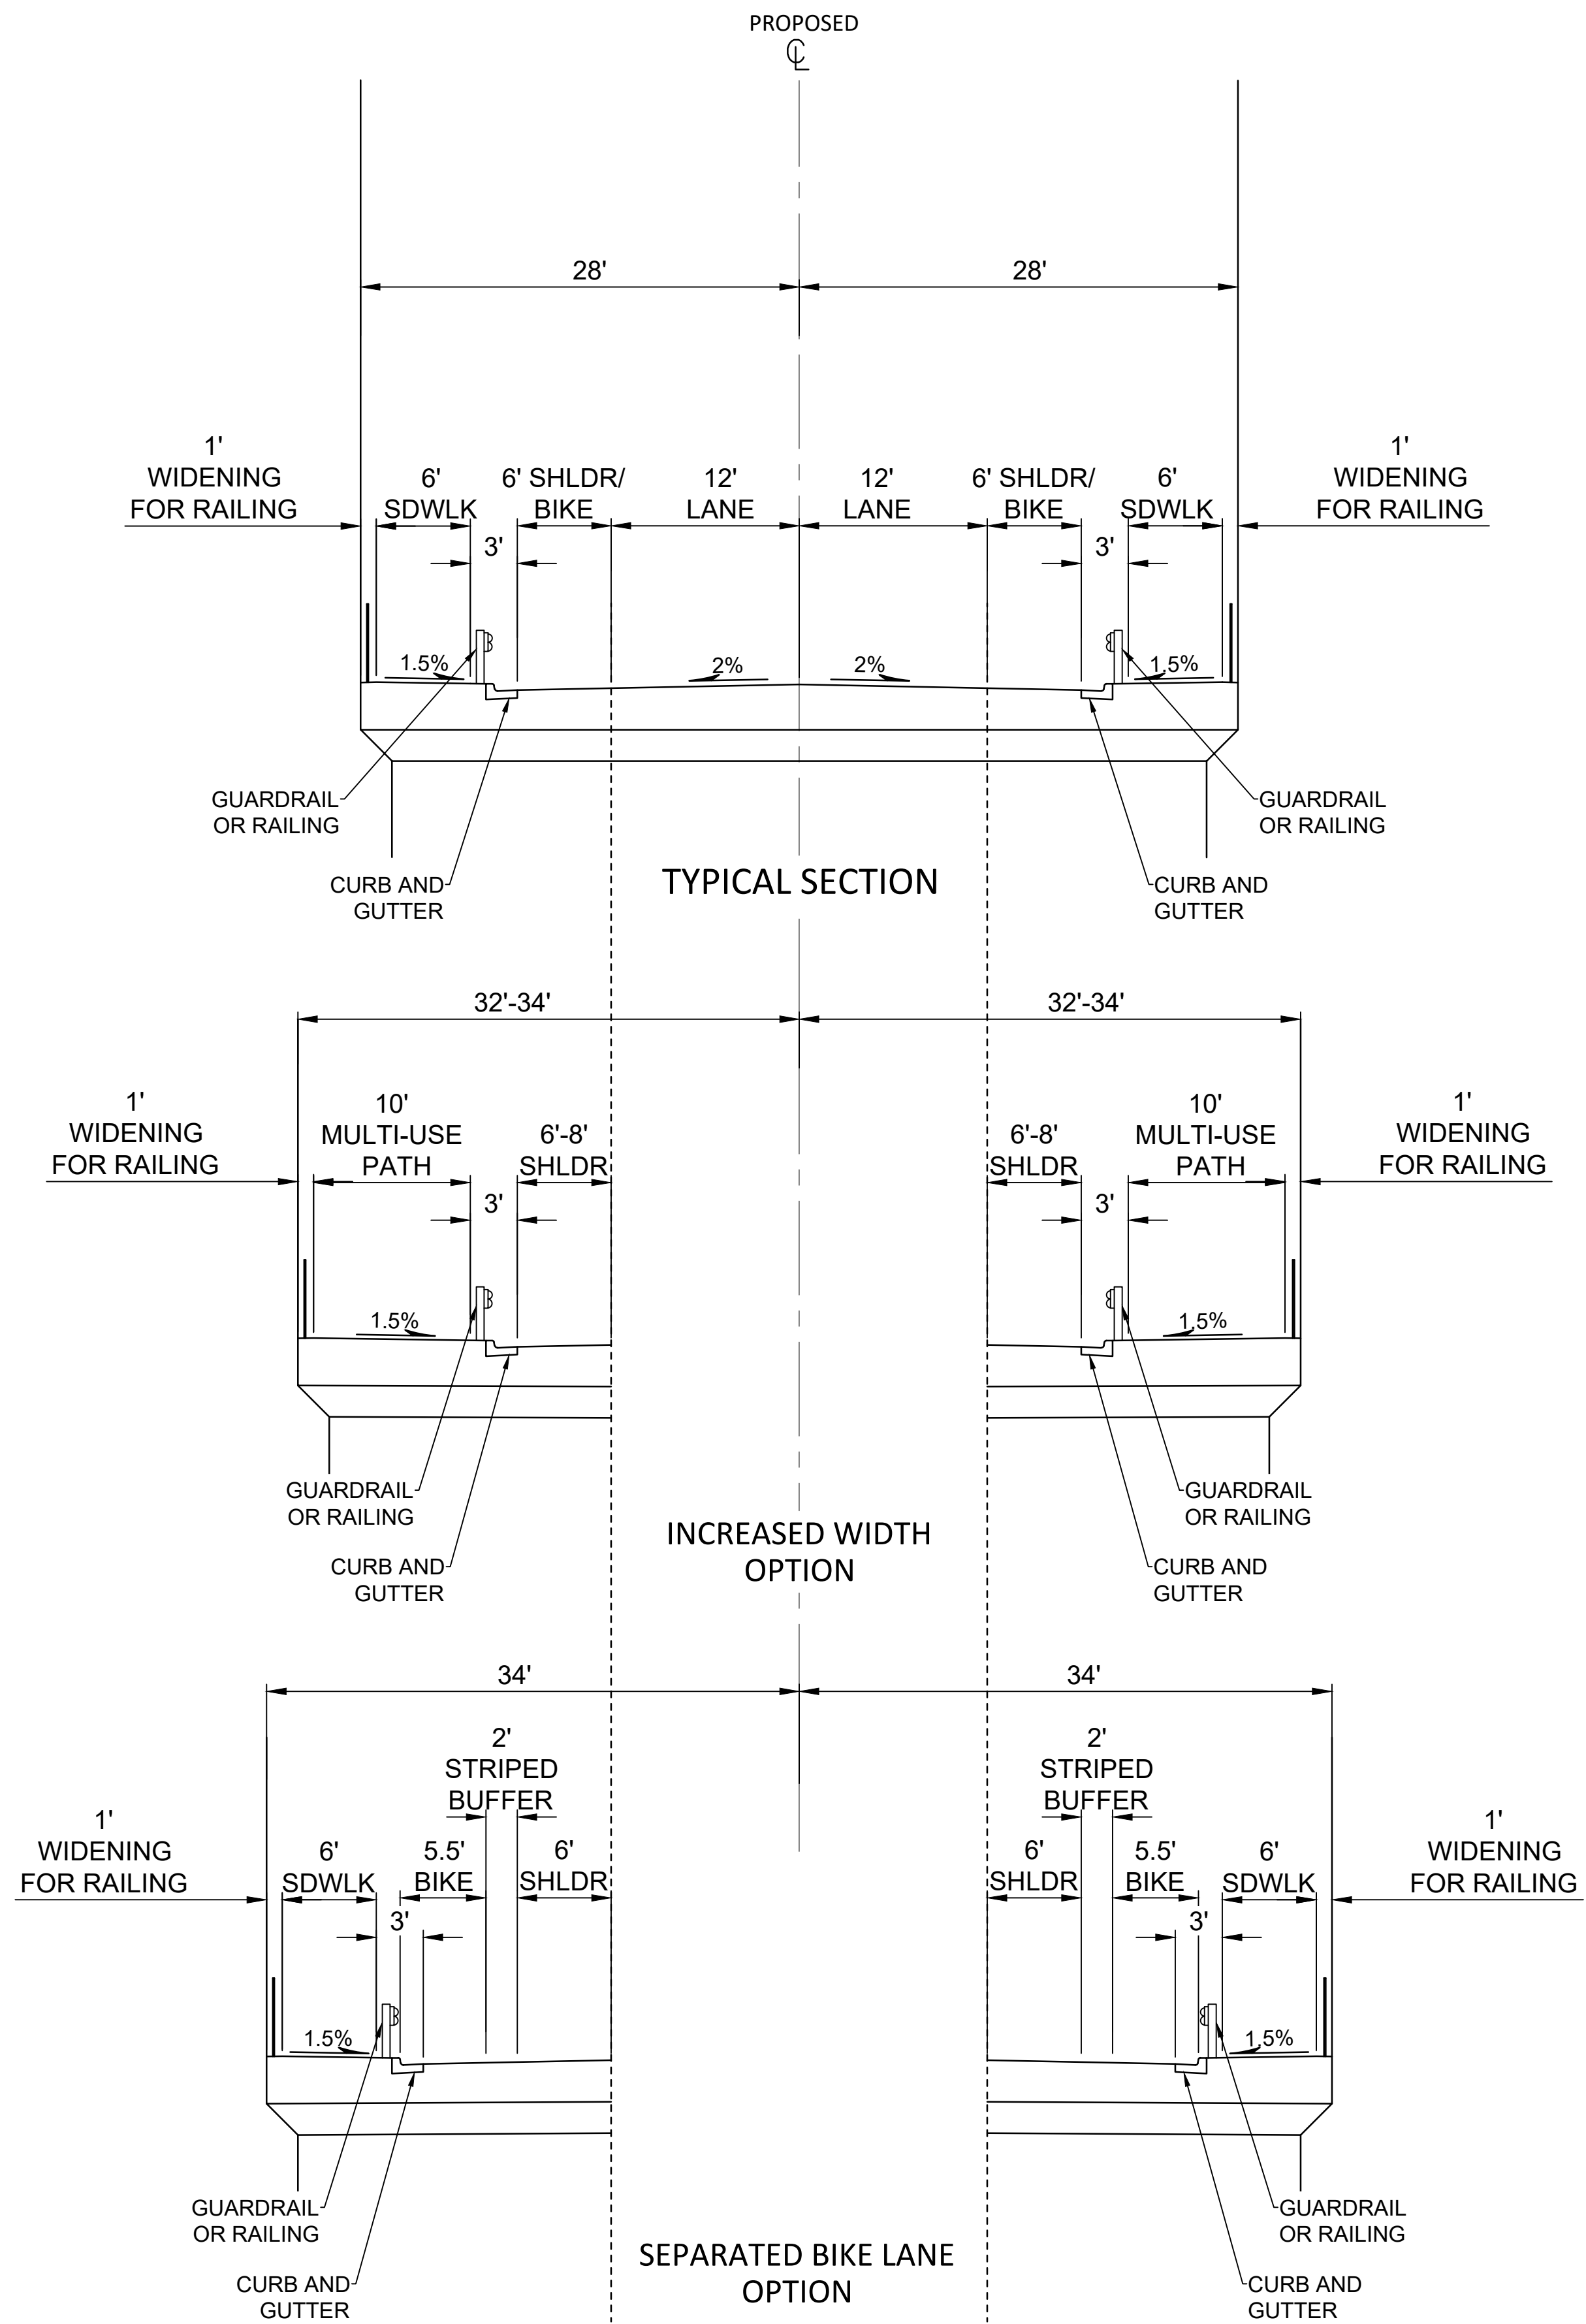 PROPOSED
℄
28' 28'
1'
WIDENING
FOR RAILING
6'
SDWLK
6' SHLDR/
BIKE
12'
LANE
12'
LANE
6' SHLDR/
BIKE
6'
SDWLK
1'
WIDENING
FOR RAILING
3' 3'
1.5% 2% 2% 1.5%
GUARDRAIL
OR RAILING
GUARDRAIL
OR RAILING
CURB AND
GUTTER
TYPICAL SECTION
CURB AND
GUTTER
32'-34' 32'-34'
1'
WIDENING
FOR RAILING
10'
MULTI-USE
PATH
6'-8'
SHLDR
6'-8'
SHLDR
10'
MULTI-USE
PATH
1'
WIDENING
FOR RAILING
3' 3'
1.5% 1.5%
GUARDRAIL
OR RAILING
GUARDRAIL
OR RAILING
CURB AND
GUTTER
INCREASED WIDTH
OPTION
CURB AND
GUTTER
34' 34'
2'
STRIPED
BUFFER
2'
STRIPED
BUFFER
1'
WIDENING
FOR RAILING
6'
SDWLK
5.5'
BIKE
6'
SHLDR
6'
SHLDR
5.5'
BIKE
6'
SDWLK
1'
WIDENING
FOR RAILING
3' 3'
1.5% 1.5%
GUARDRAIL
OR RAILING
GUARDRAIL
OR RAILING
CURB AND
GUTTER
SEPARATED BIKE LANE
OPTION
CURB AND
GUTTER